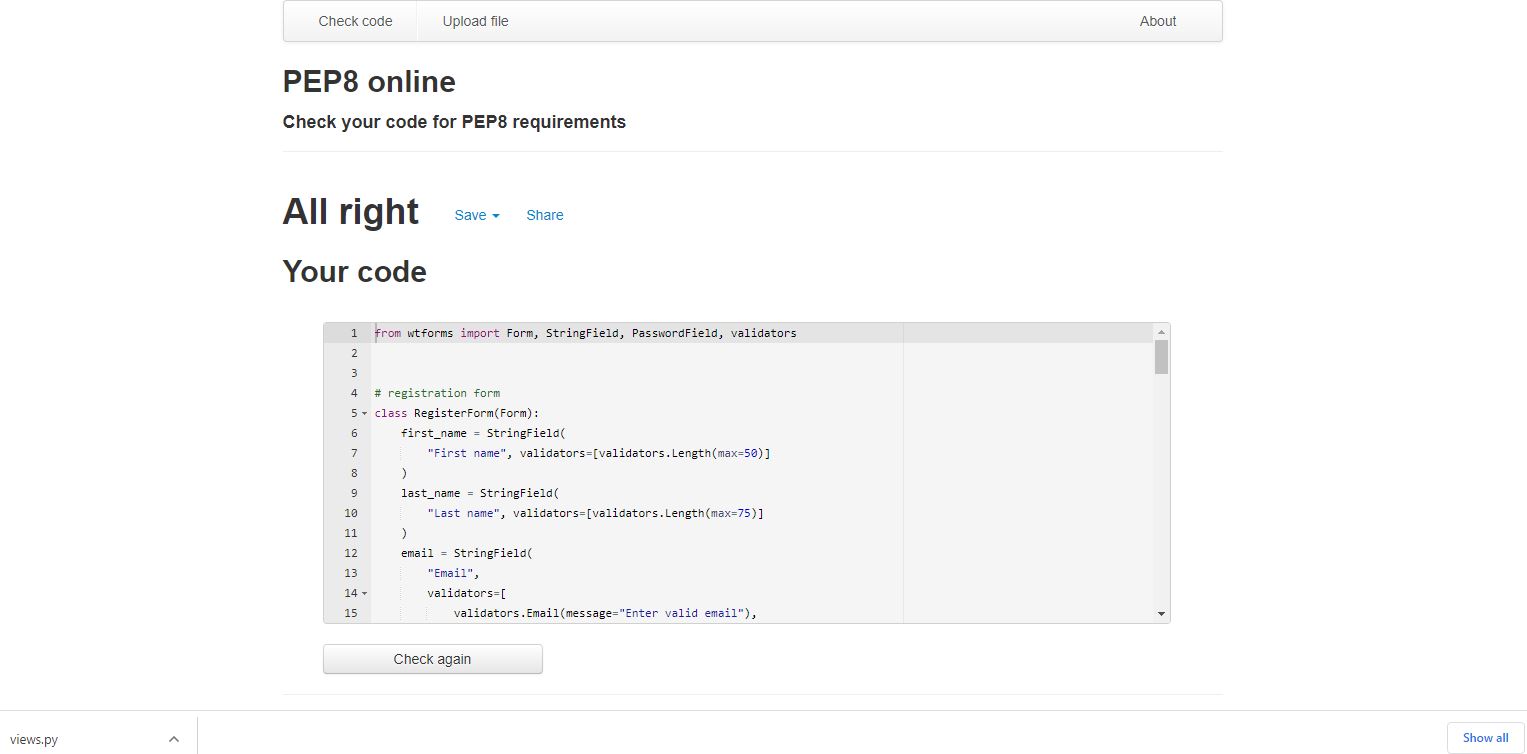 Check code Upload file About
PEP8 online
Check your code for PEP8 requirements
All right Save Share
Your code
1 from wtforms import Form, StringField, PasswordField, validators
2
3
4 # registration form
5 class RegisterForm(Form):
6     first_name = StringField(
7         "First name", validators=[validators.Length(max=50)]
8     )
9     last_name = StringField(
10         "Last name", validators=[validators.Length(max=75)]
11     )
12     email = StringField(
13         "Email",
14         validators=[
15             validators.Email(message="Enter valid email"),
Check again
views.py Show all